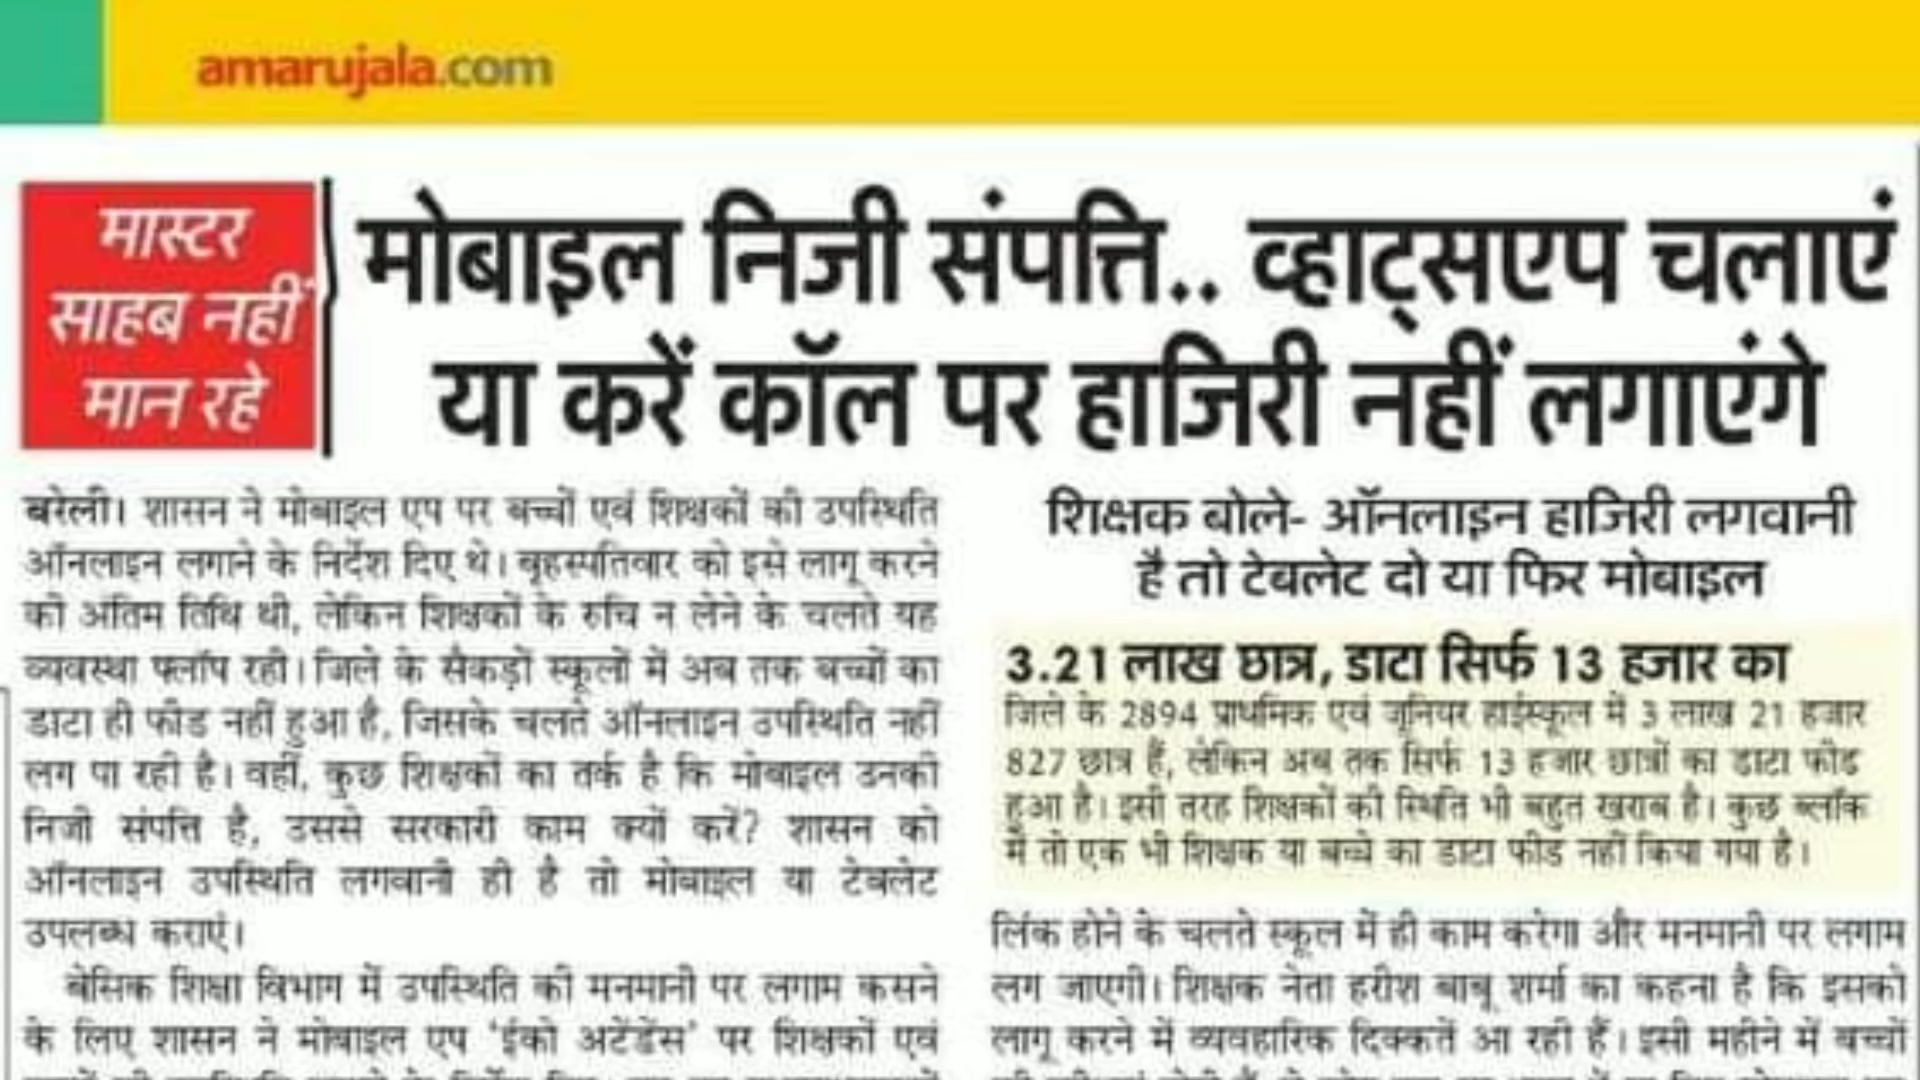 amarujala.com
मास्टर
साहब नहीं
मान रहे
मोबाइल निजी संपत्ति.. व्हाट्सएप चलाएं
या करें कॉल पर हाजिरी नहीं लगाएंगे
बरेली। शासन ने मोबाइल एप पर बच्चों एवं शिक्षकों की उपस्थिति
ऑनलाइन लगाने के निर्देश दिए थे। बृहस्पतिवार को इसे लागू करने
की अंतिम तिथि थी, लेकिन शिक्षकों के रुचि न लेने के चलते यह
व्यवस्था फ्लॉप रही। जिले के सैकड़ों स्कूलों में अब तक बच्चों का
डाटा ही फीड नहीं हुआ है, जिसके चलते ऑनलाइन उपस्थिति नहीं
लग पा रही है। वहीं, कुछ शिक्षकों का तर्क है कि मोबाइल उनकी
निजी संपत्ति है, उससे सरकारी काम क्यों करें? शासन को
ऑनलाइन उपस्थिति लगवानी ही है तो मोबाइल या टेबलेट
उपलब्ध कराएं।
बेसिक शिक्षा विभाग में उपस्थिति की मनमानी पर लगाम कसने
के लिए शासन ने मोबाइल एप 'ईको अटेंडेंस' पर शिक्षकों एवं
शिक्षक बोले- ऑनलाइन हाजिरी लगवानी
है तो टेबलेट दो या फिर मोबाइल
3.21 लाख छात्र, डाटा सिर्फ 13 हजार का
जिले के 2894 प्राथमिक एवं जूनियर हाईस्कूल में 3 लाख 21 हजार
827 छात्र हैं, लेकिन अब तक सिर्फ 13 हजार छात्रों का डाटा फीड
हुआ है। इसी तरह शिक्षकों की स्थिति भी बहुत खराब है। कुछ ब्लॉक
में तो एक भी शिक्षक या बच्चे का डाटा फीड नहीं किया गया है।
लिंक होने के चलते स्कूल में ही काम करेगा और मनमानी पर लगाम
लग जाएगी। शिक्षक नेता हरीश बाबू शर्मा का कहना है कि इसको
लागू करने में व्यवहारिक दिक्कतें आ रही हैं। इसी महीने में बच्चों